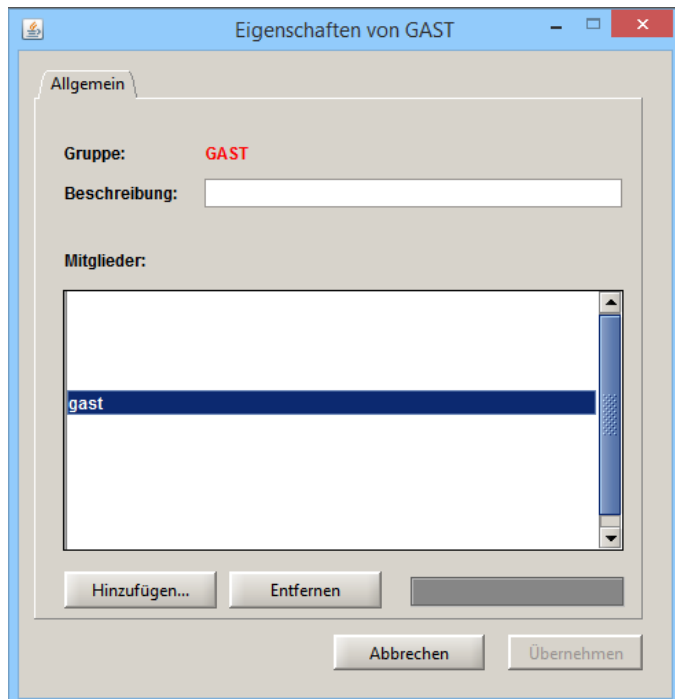 Eigenschaften von GAST
Allgemein
Gruppe: GAST
Beschreibung:
Mitglieder:
gast
Hinzufügen... Entfernen
Abbrechen Übernehmen